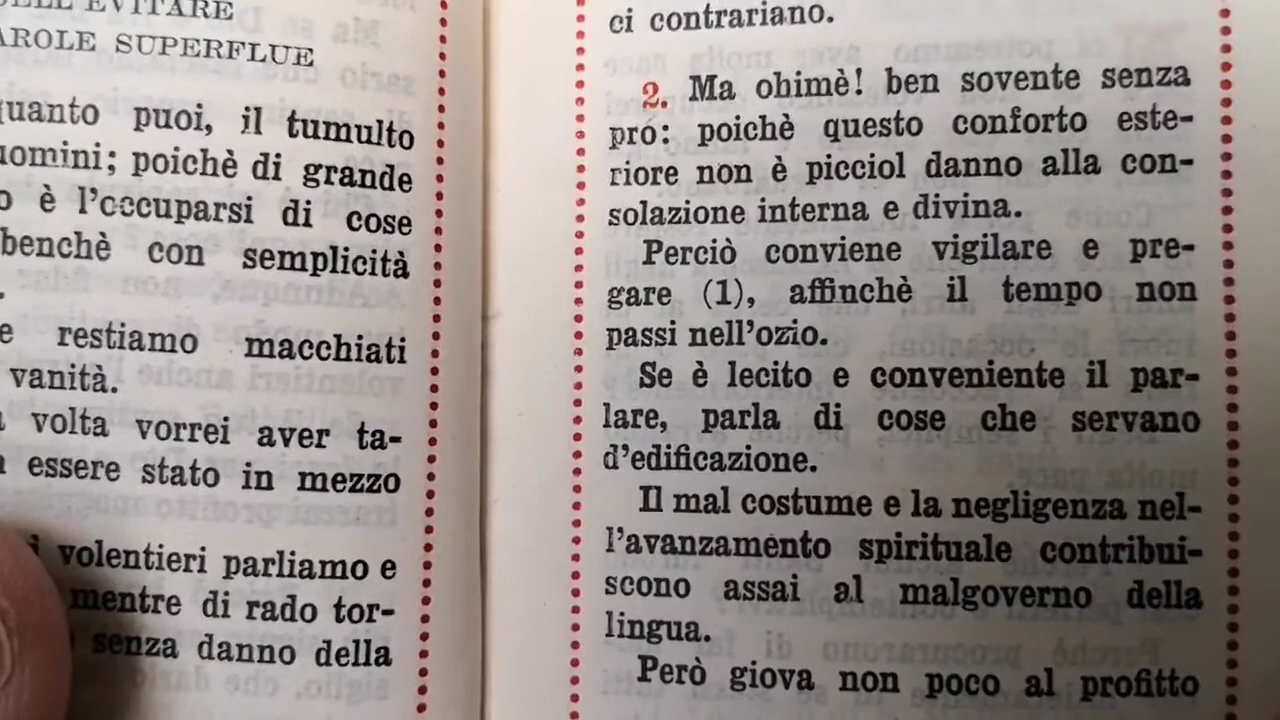 DELL'EVITARE
PAROLE SUPERFLUE
quanto puoi, il tumulto
uomini; poichè di grande
è l'occuparsi di cose
benchè con semplicità
restiamo macchiati
vanità.
volta vorrei aver ta-
essere stato in mezzo
volentieri parliamo e
mentre di rado tor-
senza danno della
ci contrariano.
2. Ma ohimè! ben sovente senza
pró: poichè questo conforto este-
riore non è picciol danno alla con-
solazione interna e divina.
Perciò conviene vigilare e pre-
gare (1), affinchè il tempo non
passi nell'ozio.
Se è lecito e conveniente il par-
lare, parla di cose che servano
d'edificazione.
Il mal costume e la negligenza nel-
l'avanzamento spirituale contribui-
scono assai al malgoverno della
lingua.
Però giova non poco al profitto